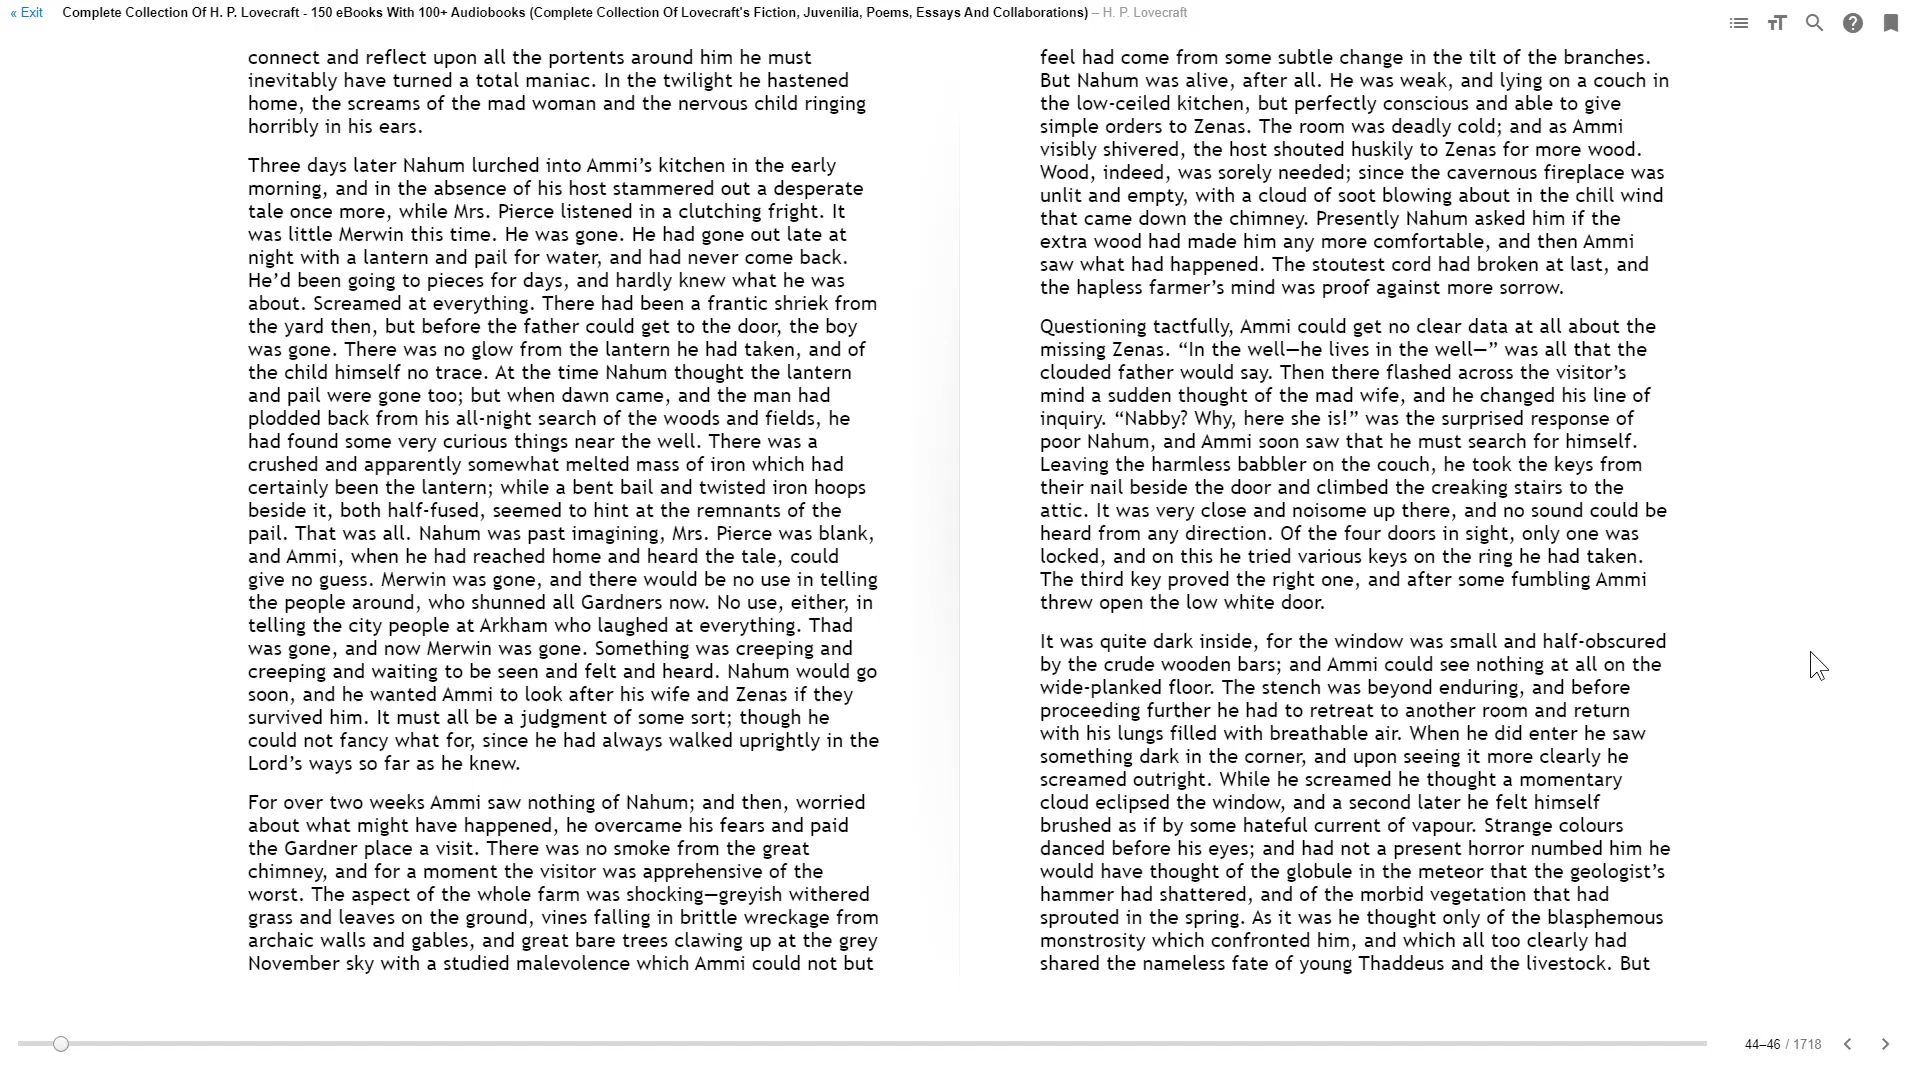 « Exit Complete Collection Of H. P. Lovecraft - 150 eBooks With 100+ Audiobooks (Complete Collection Of Lovecraft's Fiction, Juvenilia, Poems, Essays And Collaborations) – H. P. Lovecraft
connect and reflect upon all the portents around him he must
inevitably have turned a total maniac. In the twilight he hastened
home, the screams of the mad woman and the nervous child ringing
horribly in his ears.
Three days later Nahum lurched into Ammi’s kitchen in the early
morning, and in the absence of his host stammered out a desperate
tale once more, while Mrs. Pierce listened in a clutching fright. It
was little Merwin this time. He was gone. He had gone out late at
night with a lantern and pail for water, and had never come back.
He’d been going to pieces for days, and hardly knew what he was
about. Screamed at everything. There had been a frantic shriek from
the yard then, but before the father could get to the door, the boy
was gone. There was no glow from the lantern he had taken, and of
the child himself no trace. At the time Nahum thought the lantern
and pail were gone too; but when dawn came, and the man had
plodded back from his all-night search of the woods and fields, he
had found some very curious things near the well. There was a
crushed and apparently somewhat melted mass of iron which had
certainly been the lantern; while a bent bail and twisted iron hoops
beside it, both half-fused, seemed to hint at the remnants of the
pail. That was all. Nahum was past imagining, Mrs. Pierce was blank,
and Ammi, when he had reached home and heard the tale, could
give no guess. Merwin was gone, and there would be no use in telling
the people around, who shunned all Gardners now. No use, either, in
telling the city people at Arkham who laughed at everything. Thad
was gone, and now Merwin was gone. Something was creeping and
creeping and waiting to be seen and felt and heard. Nahum would go
soon, and he wanted Ammi to look after his wife and Zenas if they
survived him. It must all be a judgment of some sort; though he
could not fancy what for, since he had always walked uprightly in the
Lord’s ways so far as he knew.
For over two weeks Ammi saw nothing of Nahum; and then, worried
about what might have happened, he overcame his fears and paid
the Gardner place a visit. There was no smoke from the great
chimney, and for a moment the visitor was apprehensive of the
worst. The aspect of the whole farm was shocking—greyish withered
grass and leaves on the ground, vines falling in brittle wreckage from
archaic walls and gables, and great bare trees clawing up at the grey
November sky with a studied malevolence which Ammi could not but
feel had come from some subtle change in the tilt of the branches.
But Nahum was alive, after all. He was weak, and lying on a couch in
the low-ceiled kitchen, but perfectly conscious and able to give
simple orders to Zenas. The room was deadly cold; and as Ammi
visibly shivered, the host shouted huskily to Zenas for more wood.
Wood, indeed, was sorely needed; since the cavernous fireplace was
unlit and empty, with a cloud of soot blowing about in the chill wind
that came down the chimney. Presently Nahum asked him if the
extra wood had made him any more comfortable, and then Ammi
saw what had happened. The stoutest cord had broken at last, and
the hapless farmer’s mind was proof against more sorrow.
Questioning tactfully, Ammi could get no clear data at all about the
missing Zenas. “In the well—he lives in the well—” was all that the
clouded father would say. Then there flashed across the visitor’s
mind a sudden thought of the mad wife, and he changed his line of
inquiry. “Nabby? Why, here she is!” was the surprised response of
poor Nahum, and Ammi soon saw that he must search for himself.
Leaving the harmless babbler on the couch, he took the keys from
their nail beside the door and climbed the creaking stairs to the
attic. It was very close and noisome up there, and no sound could be
heard from any direction. Of the four doors in sight, only one was
locked, and on this he tried various keys on the ring he had taken.
The third key proved the right one, and after some fumbling Ammi
threw open the low white door.
It was quite dark inside, for the window was small and half-obscured
by the crude wooden bars; and Ammi could see nothing at all on the
wide-planked floor. The stench was beyond enduring, and before
proceeding further he had to retreat to another room and return
with his lungs filled with breathable air. When he did enter he saw
something dark in the corner, and upon seeing it more clearly he
screamed outright. While he screamed he thought a momentary
cloud eclipsed the window, and a second later he felt himself
brushed as if by some hateful current of vapour. Strange colours
danced before his eyes; and had not a present horror numbed him he
would have thought of the globule in the meteor that the geologist’s
hammer had shattered, and of the morbid vegetation that had
sprouted in the spring. As it was he thought only of the blasphemous
monstrosity which confronted him, and which all too clearly had
shared the nameless fate of young Thaddeus and the livestock. But
44–46 / 1718